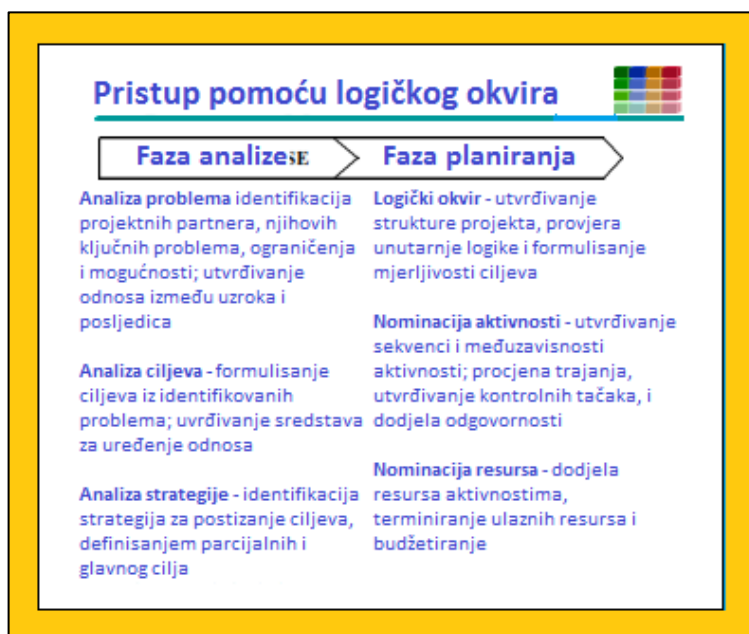 Pristup pomoću logičkog okvira
Faza analizeSE
Faza planiranja
Analiza problema identifikacija
projektnih partnera, njihovih
ključnih problema, ograničenja
i mogućnosti; utvrđivanje
odnosa između uzroka i
posljedica
Analiza ciljeva - formulisanje
ciljeva iz identifikovanih
problema; uvrđivanje sredstava
za uređenje odnosa
Analiza strategije - identifikacija
strategija za postizanje ciljeva,
definisanjem parcijalnih i
glavnog cilja
Logički okvir - utvrđivanje
strukture projekta, provjera
unutarnje logike i formulisanje
mjerljivosti ciljeva
Nominacija aktivnosti - utvrđivanje
sekvenci i međuzavisnosti
aktivnosti; procjena trajanja,
utvrđivanje kontrolnih tačaka, i
dodjela odgovornosti
Nominacija resursa - dodjela
resursa aktivnostima,
terminiranje ulaznih resursa i
budžetiranje